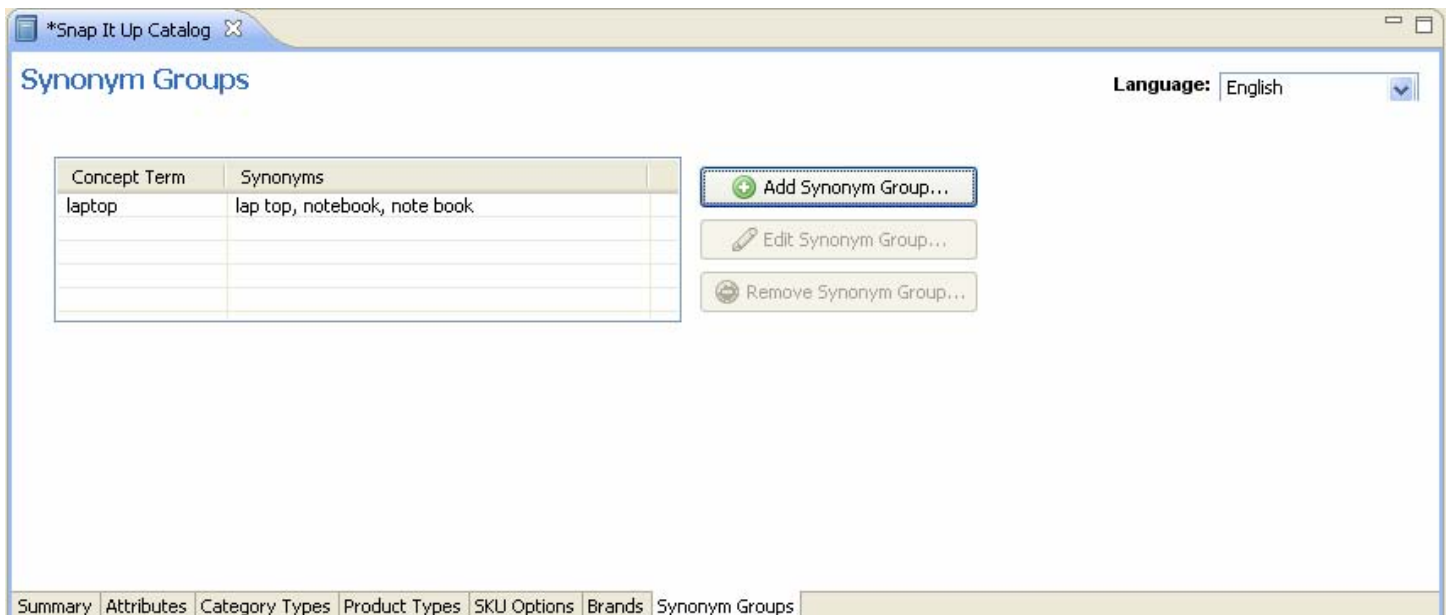 *Snap It Up Catalog
Synonym Groups
Language: English
Concept Term Synonyms
laptop lap top, notebook, note book
Add Synonym Group...
Edit Synonym Group...
Remove Synonym Group...
Summary Attributes Category Types Product Types SKU Options Brands Synonym Groups